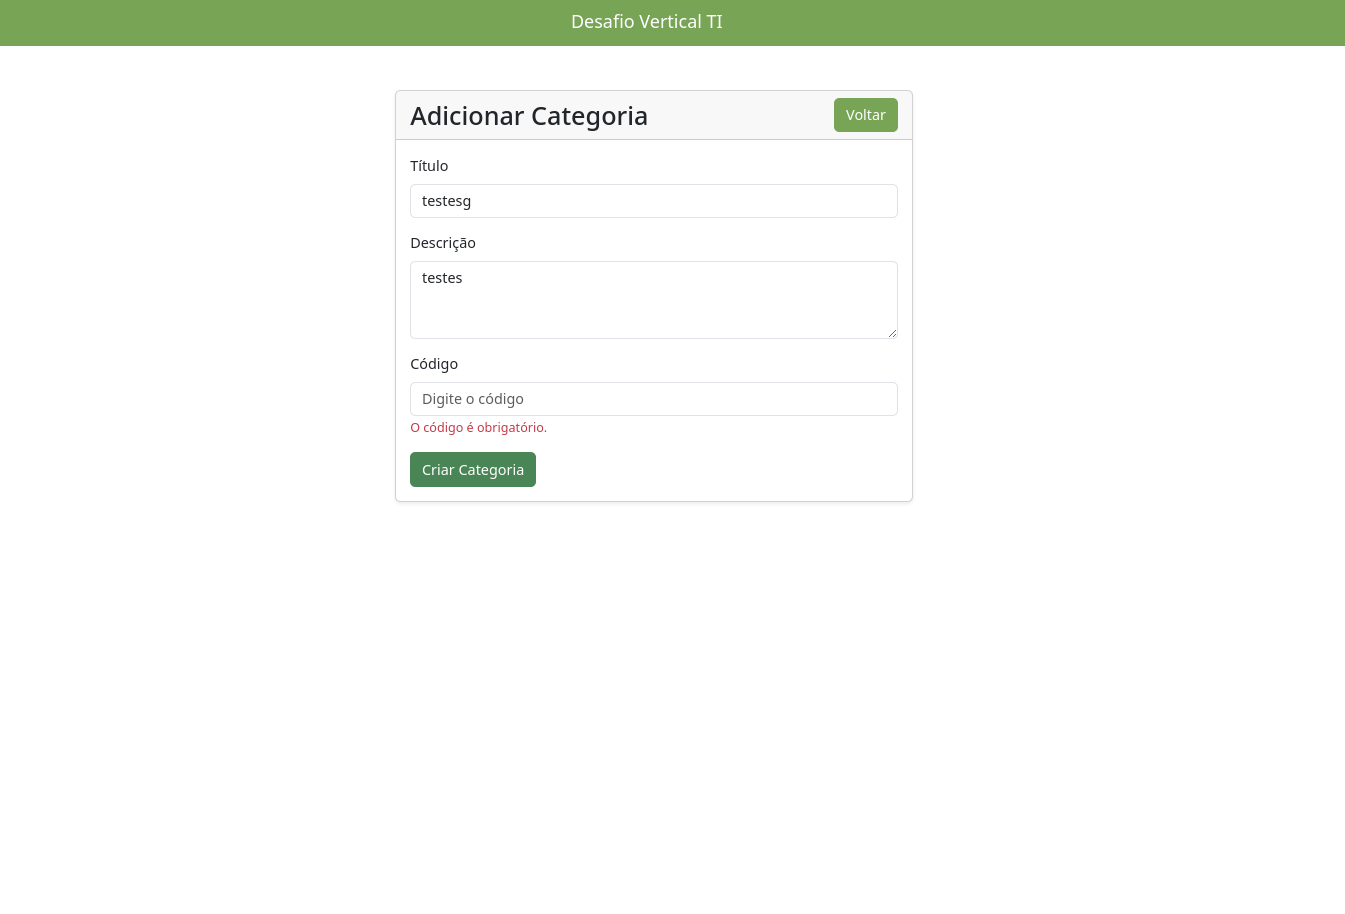 Desafio Vertical TI
Adicionar Categoria
Voltar
Título
testesg
Descrição
testes
Código
Digite o código
O código é obrigatório.
Criar Categoria